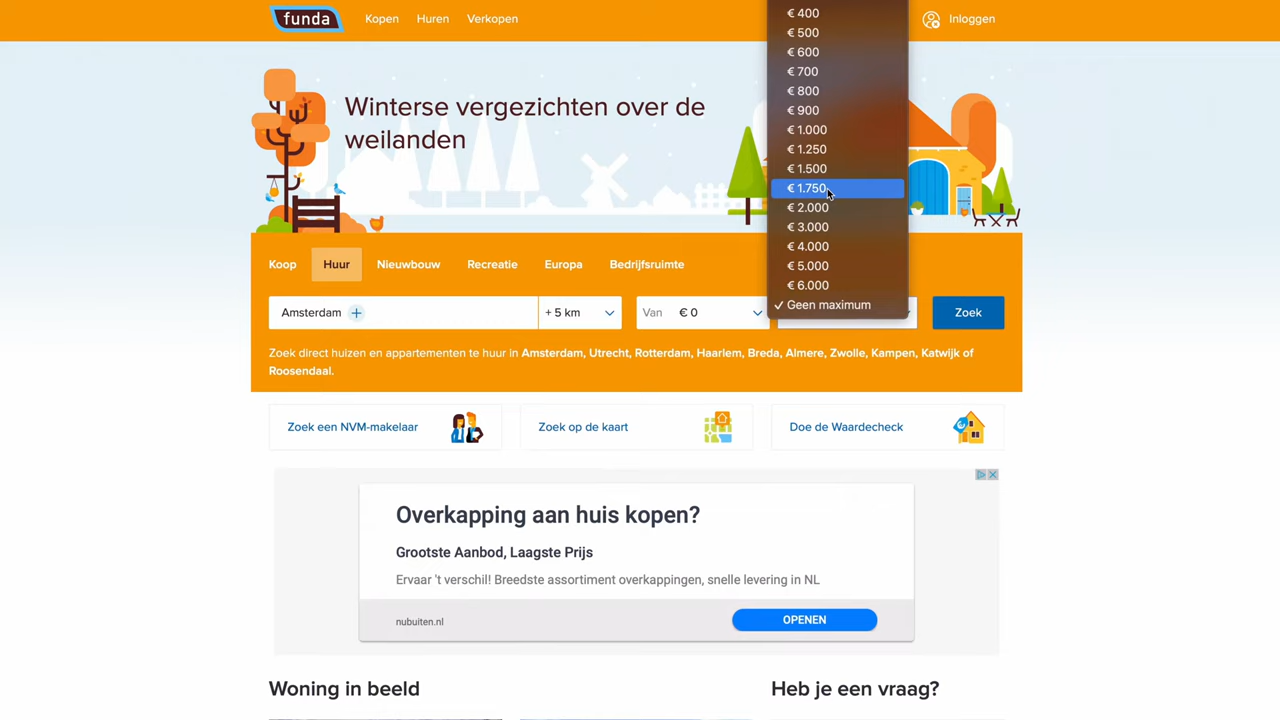 funda
Kopen
Huren
Verkopen
Inloggen
€ 400
€ 500
€ 600
€ 700
€ 800
€ 900
€ 1.000
€ 1.250
€ 1.500
€ 1.750
€ 2.000
€ 3.000
€ 4.000
€ 5.000
€ 6.000
✓ Geen maximum
Winterse vergezichten over de
weilanden
Koop
Huur
Nieuwbouw
Recreatie
Europa
Bedrijfsruimte
Amsterdam
+ 5 km
Van € 0
Zoek
Zoek direct huizen en appartementen te huur in Amsterdam, Utrecht, Rotterdam, Haarlem, Breda, Almere, Zwolle, Kampen, Katwijk of
Roosendaal.
Zoek een NVM-makelaar
Zoek op de kaart
Doe de Waardecheck
Overkapping aan huis kopen?
Grootste Aanbod, Laagste Prijs
Ervaar 't verschil! Breedste assortiment overkappingen, snelle levering in NL
nubuiten.nl
OPENEN
Woning in beeld
Heb je een vraag?